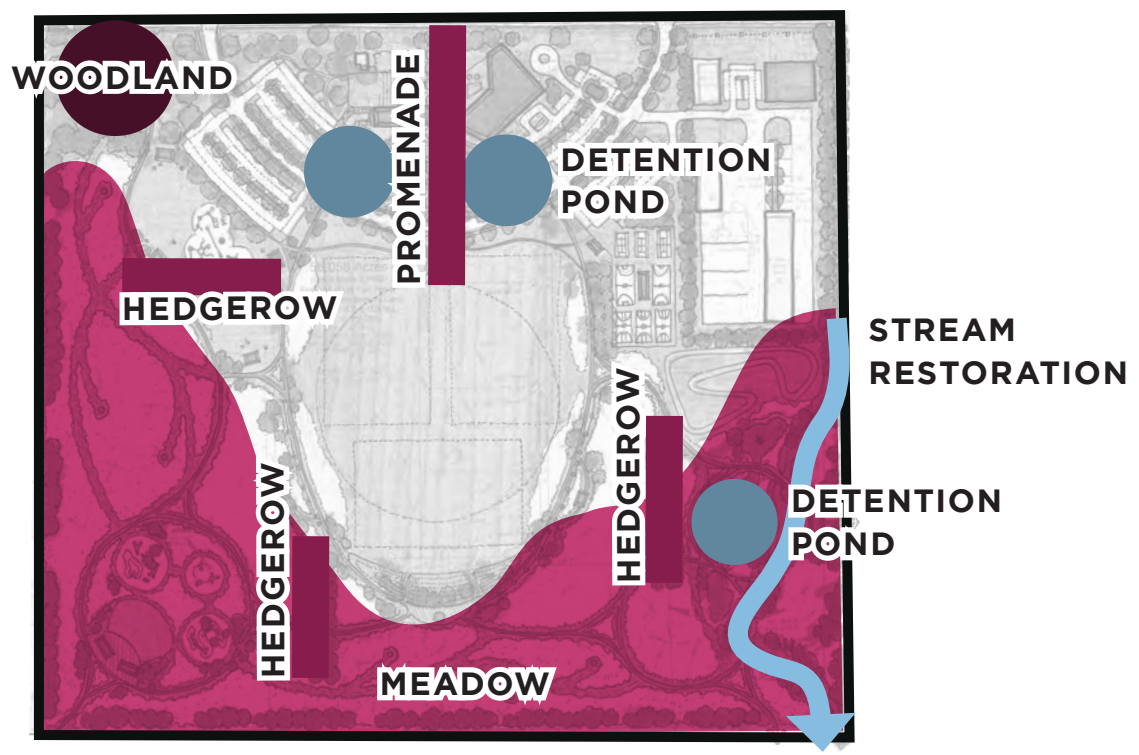 WOODLAND
PROMENADE
DETENTION
POND
HEDGEROW
STREAM
RESTORATION
HEDGEROW
HEDGEROW
DETENTION
POND
MEADOW